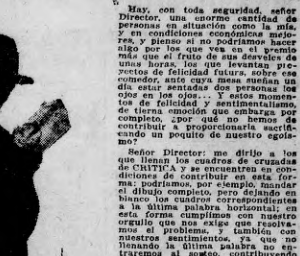 Hay, con toda seguridad, señor
Director, una enorme cantidad de
personas en situación como la mía,
y en condiciones económicas mejo-
res, y pienso si no podríamos hacer
algo por los que ven en el premio
más que el fruto de sus desvelos de
unas horas, los que levantan pro-
yectos de felicidad futura, sobre ese
comedor, ante cuya mesa sueñan un
día estar sentadas dos personas los
ojos en los ojos... Y estos momen-
tos de felicidad y sentimentalismo,
de tierna emoción que embarga por
completo, ¿por qué no hemos de
contribuir a proporcionarla sacrifi-
cando un poquito de nuestro egoís-
mo?
Señor Director: me dirijo a los
que llenan los cuadros de cruzadas
de CRITICA y se encuentren en con-
diciones de contribuir en esta for-
ma: podríamos, por ejemplo, mandar
el dibujo completo, pero dejando en
blanco los cuadros correspondientes
a la última palabra horizontal; en
esta forma cumplimos con nuestro
orgullo que nos exige que resolva-
mos el problema, y también con
nuestros sentimientos, ya que no
llenando la última palabra no en-
traremos al sorteo, contribuyendo